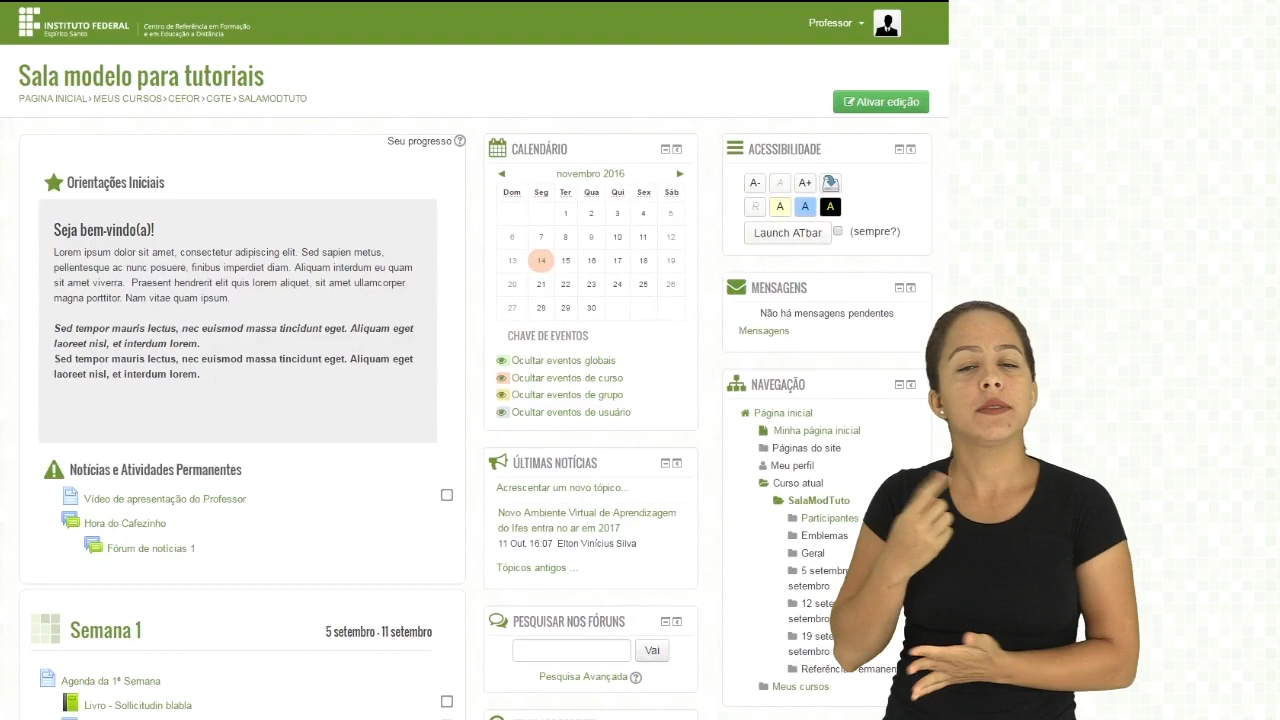 INSTITUTO FEDERAL
Espírito Santo
Centro de Referência em Formação
e em Educação a Distância
Professor
Sala modelo para tutoriais
PÁGINA INICIAL › MEUS CURSOS › CEFOR › CGTE › SALAMODTUTO
Ativar edição
Seu progresso
Orientações Iniciais
Seja bem-vindo(a)!
Lorem ipsum dolor sit amet, consectetur adipiscing elit. Sed sapien metus,
pellentesque ac nunc posuere, finibus imperdiet diam. Aliquam interdum eu quam
sit amet viverra. Praesent hendrerit elit quis lorem aliquet, sit amet ullamcorper
magna porttitor. Nam vitae quam ipsum.
Sed tempor mauris lectus, nec euismod massa tincidunt eget. Aliquam eget
laoreet nisl, et interdum lorem.
Sed tempor mauris lectus, nec euismod massa tincidunt eget. Aliquam eget
laoreet nisl, et interdum lorem.
Notícias e Atividades Permanentes
Vídeo de apresentação do Professor
Hora do Cafezinho
Fórum de notícias 1
Semana 1
5 setembro - 11 setembro
Agenda da 1ª Semana
Livro - Sollicitudin blabla
CALENDÁRIO
novembro 2016
Dom Seg Ter Qua Qui Sex Sáb
1 2 3 4 5
6 7 8 9 10 11 12
13 14 15 16 17 18 19
20 21 22 23 24 25 26
27 28 29 30
CHAVE DE EVENTOS
Ocultar eventos globais
Ocultar eventos de curso
Ocultar eventos de grupo
Ocultar eventos de usuário
ÚLTIMAS NOTÍCIAS
Acrescentar um novo tópico...
Novo Ambiente Virtual de Aprendizagem
do Ifes entra no ar em 2017
11 Out, 16:07 Elton Vinícius Silva
Tópicos antigos ...
PESQUISAR NOS FÓRUNS
Vai
Pesquisa Avançada
ACESSIBILIDADE
A- A A+
R A A A
Launch ATbar (sempre?)
MENSAGENS
Não há mensagens pendentes
Mensagens
NAVEGAÇÃO
Página inicial
Minha página inicial
Páginas do site
Meu perfil
Curso atual
SalaModTuto
Participantes
Emblemas
Geral
5 setembro
setembro
12 sete
setembro
19 sete
setembro
Meus cursos